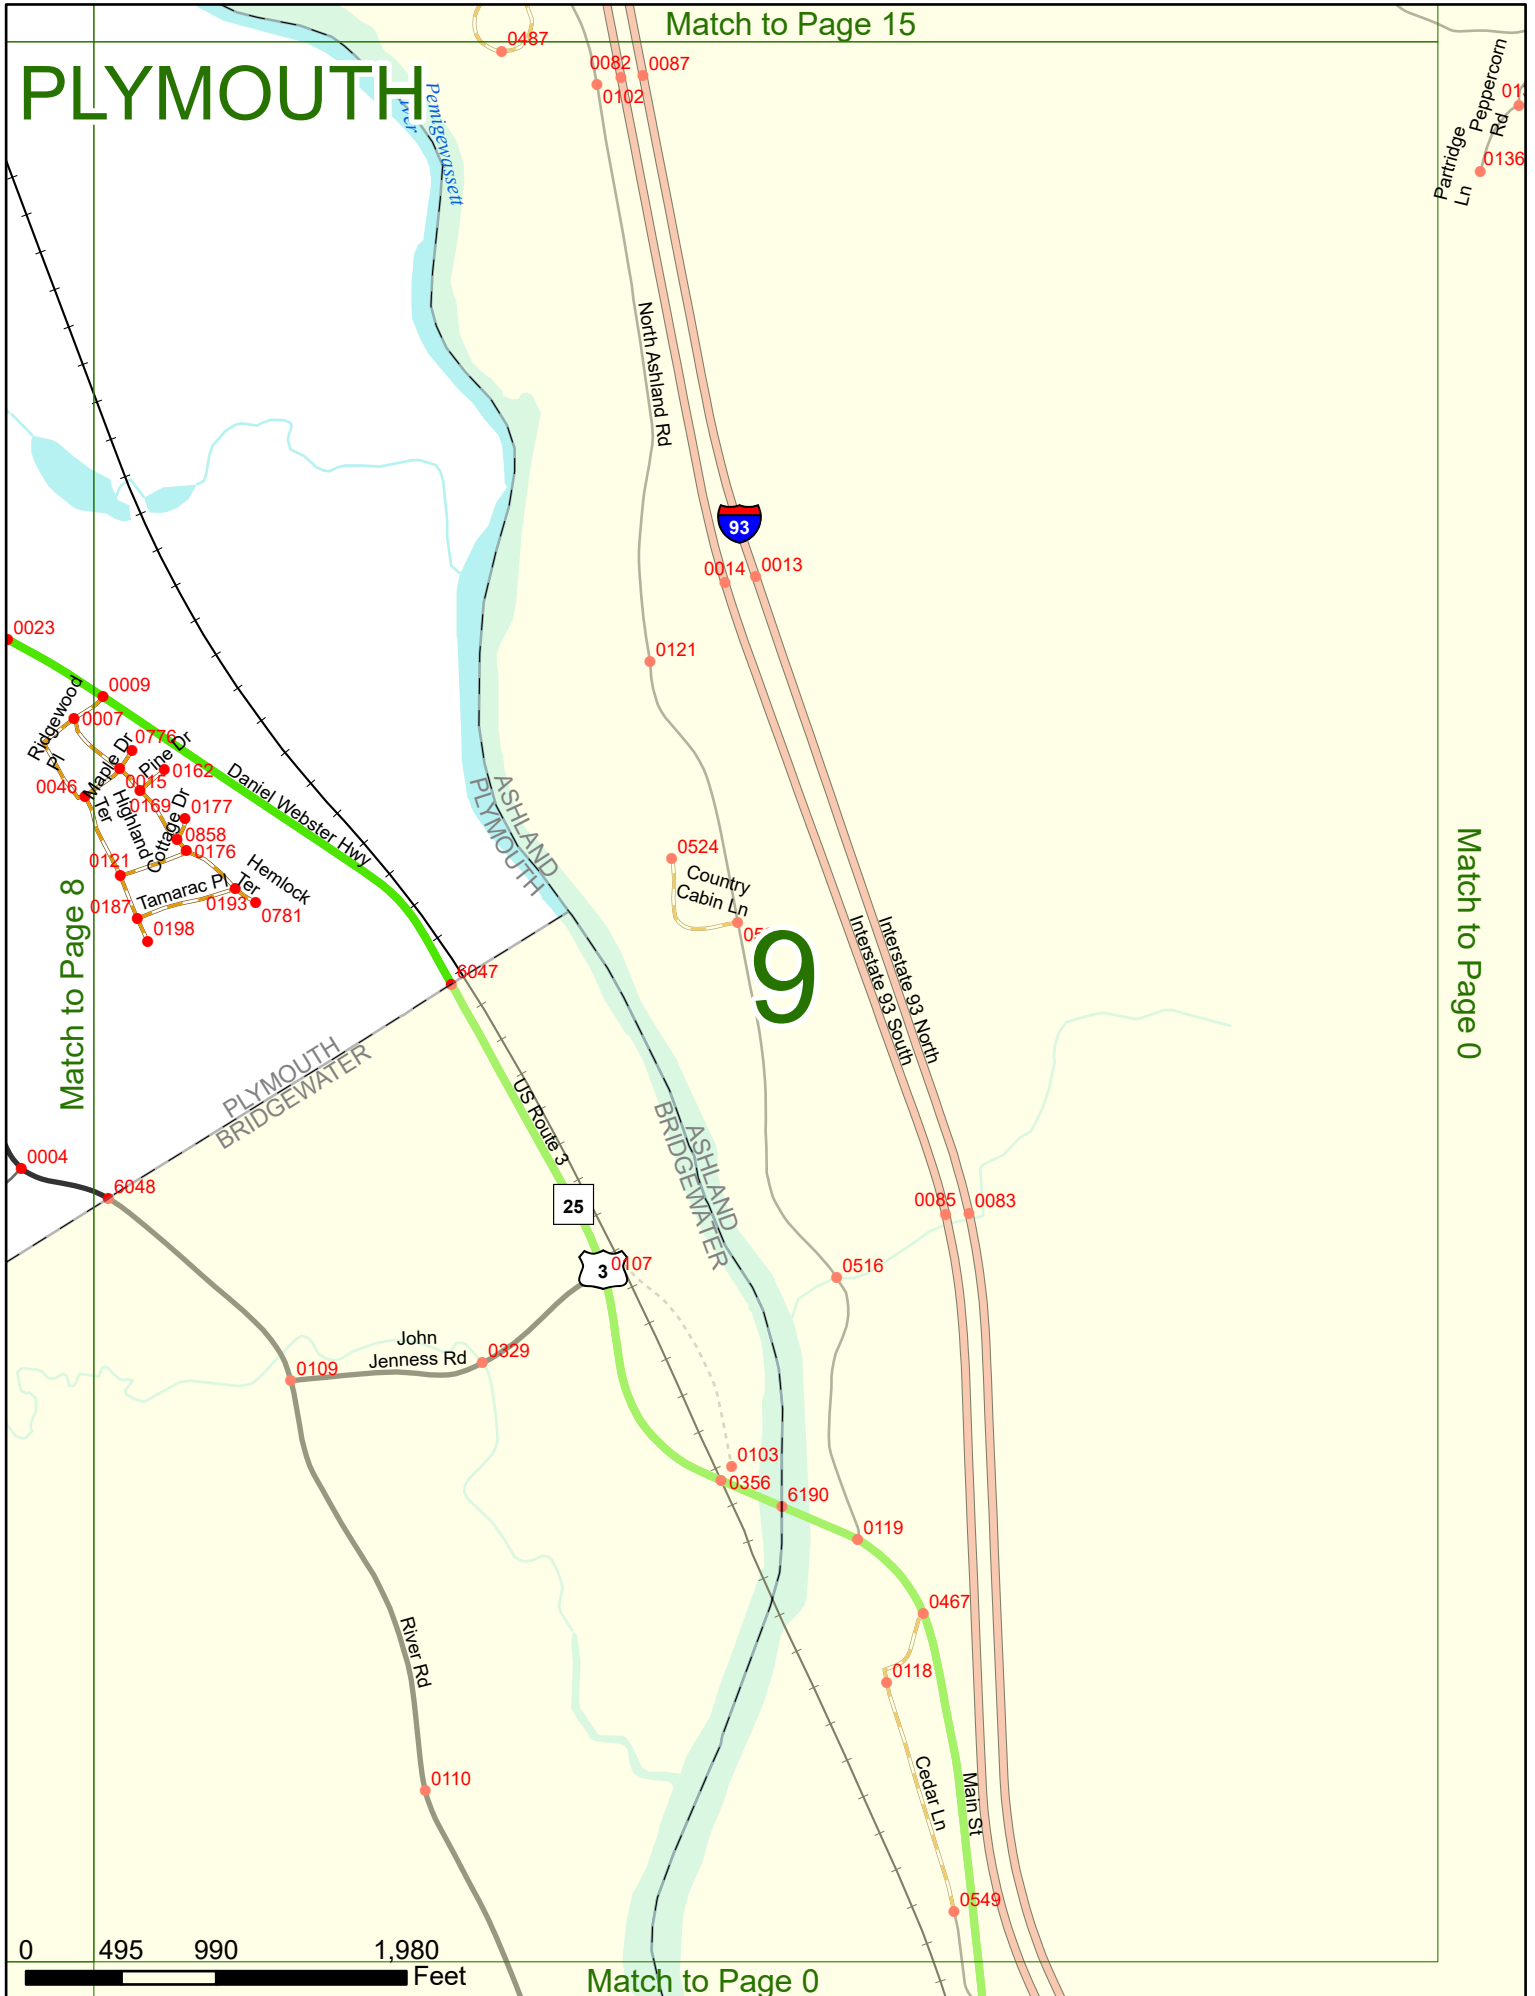 Match to Page 15
PLYMOUTH
Pemigewassett
0487
0082
0087
0102
Peppercorn
Rd
Partridge
Ln
0136
North Ashland Rd
93
0014
0013
0121
0023
0009
Ridgewood
Pl
0007
0776
Maple Dr
Ter
Pine Dr
0162
0015
0046
0169
Highland
Cottage Dr
0177
0858
0176
0121
Tamarac Pl
Hemlock
Ter
0187
0193
0781
0198
Daniel Webster Hwy
ASHLAND
PLYMOUTH
0524
Country
Cabin Ln
9
Match to Page 8
Match to Page 0
Interstate 93 South
Interstate 93 North
6047
PLYMOUTH
BRIDGEWATER
US Route 3
ASHLAND
BRIDGEWATER
0004
6048
25
3
0107
0085
0083
0516
John
Jenness Rd
0329
0109
0103
0356
6190
0119
0467
0118
River Rd
0110
Cedar Ln
Main St
0549
0 495 990 1,980
Feet
Match to Page 0